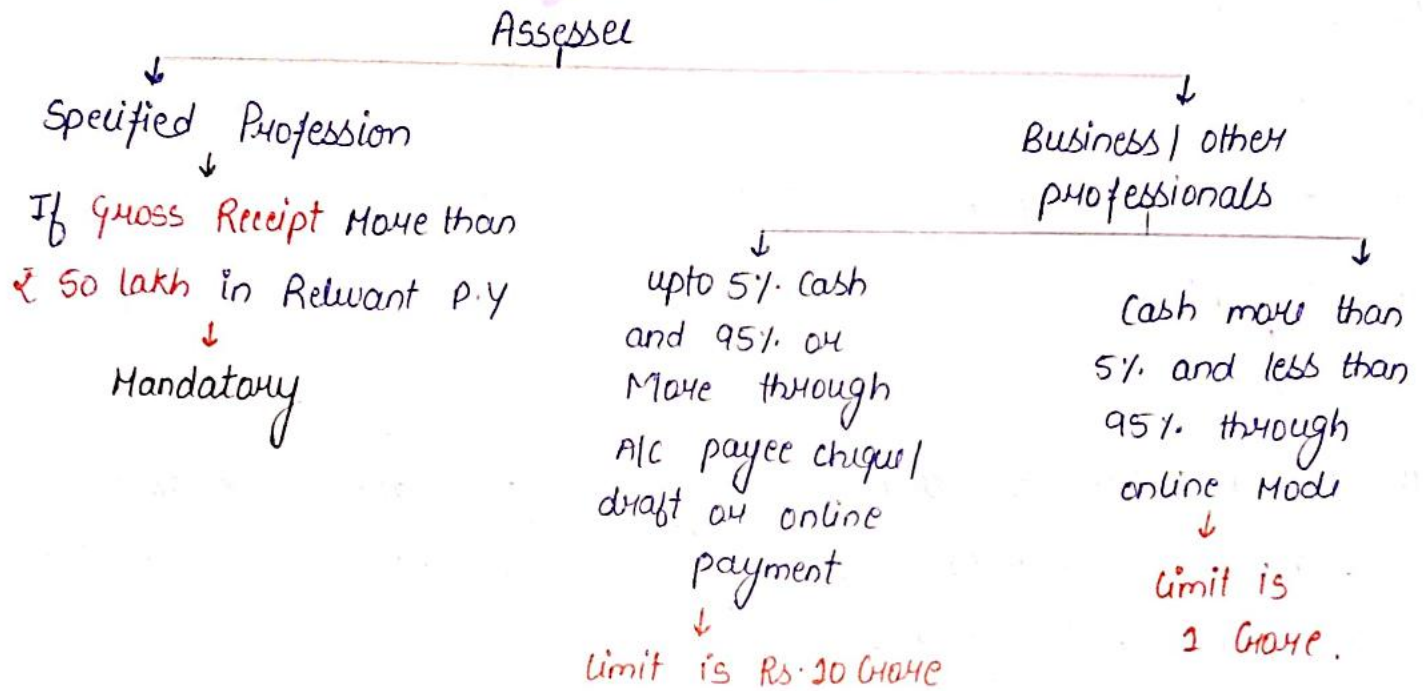 Assessee
Specified Profession
If Gross Receipt More than
₹ 50 lakh in Relevant P.Y
Mandatory
Business / other
professionals
upto 5%. Cash
and 95%. or
More through
A/C payee cheque/
draft or online
payment
limit is Rs. 10 Crore
Cash more than
5%. and less than
95%. through
online Mode
limit is
1 Crore.